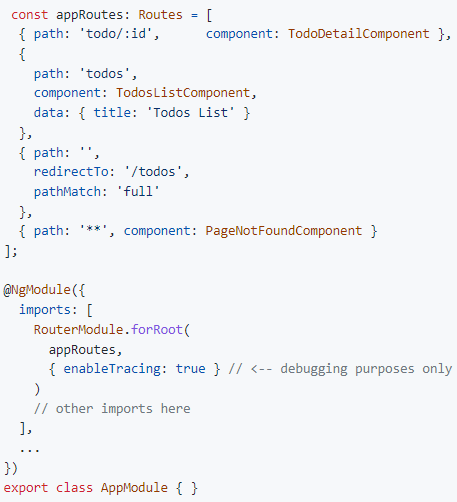 const appRoutes: Routes = [
  { path: 'todo/:id',      component: TodoDetailComponent },
  {
    path: 'todos',
    component: TodosListComponent,
    data: { title: 'Todos List' }
  },
  { path: '',
    redirectTo: '/todos',
    pathMatch: 'full'
  },
  { path: '**', component: PageNotFoundComponent }
];

@NgModule({
  imports: [
    RouterModule.forRoot(
      appRoutes,
      { enableTracing: true } // <-- debugging purposes only
    )
    // other imports here
  ],
  ...
})
export class AppModule { }